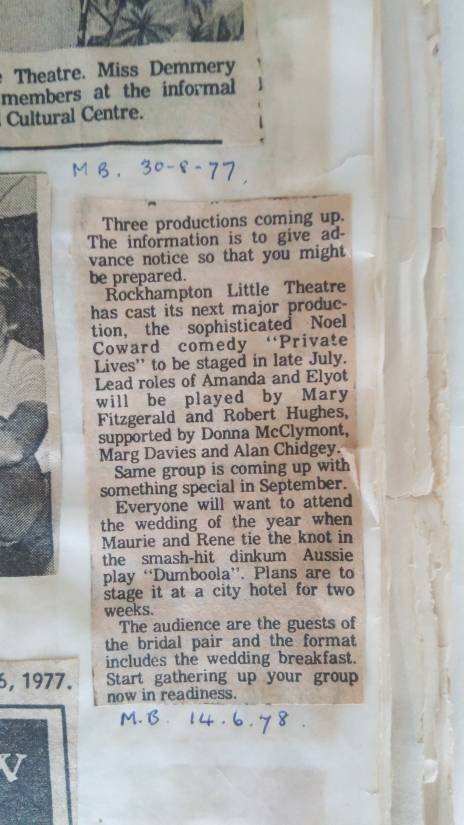 Theatre. Miss Demmery
members at the informal
Cultural Centre.
M B. 30-8-77
Three productions coming up.
The information is to give ad-
vance notice so that you might
be prepared.
Rockhampton Little Theatre
has cast its next major produc-
tion, the sophisticated Noel
Coward comedy "Private
Lives" to be staged in late July.
Lead roles of Amanda and Elyot
will be played by Mary
Fitzgerald and Robert Hughes,
supported by Donna McClymont,
Marg Davies and Alan Chidgey.
Same group is coming up with
something special in September.
Everyone will want to attend
the wedding of the year when
Maurie and Rene tie the knot in
the smash-hit dinkum Aussie
play "Dumboola". Plans are to
stage it at a city hotel for two
weeks.
The audience are the guests of
the bridal pair and the format
includes the wedding breakfast.
Start gathering up your group
now in readiness.
6, 1977.
M.B. 14.6.78.